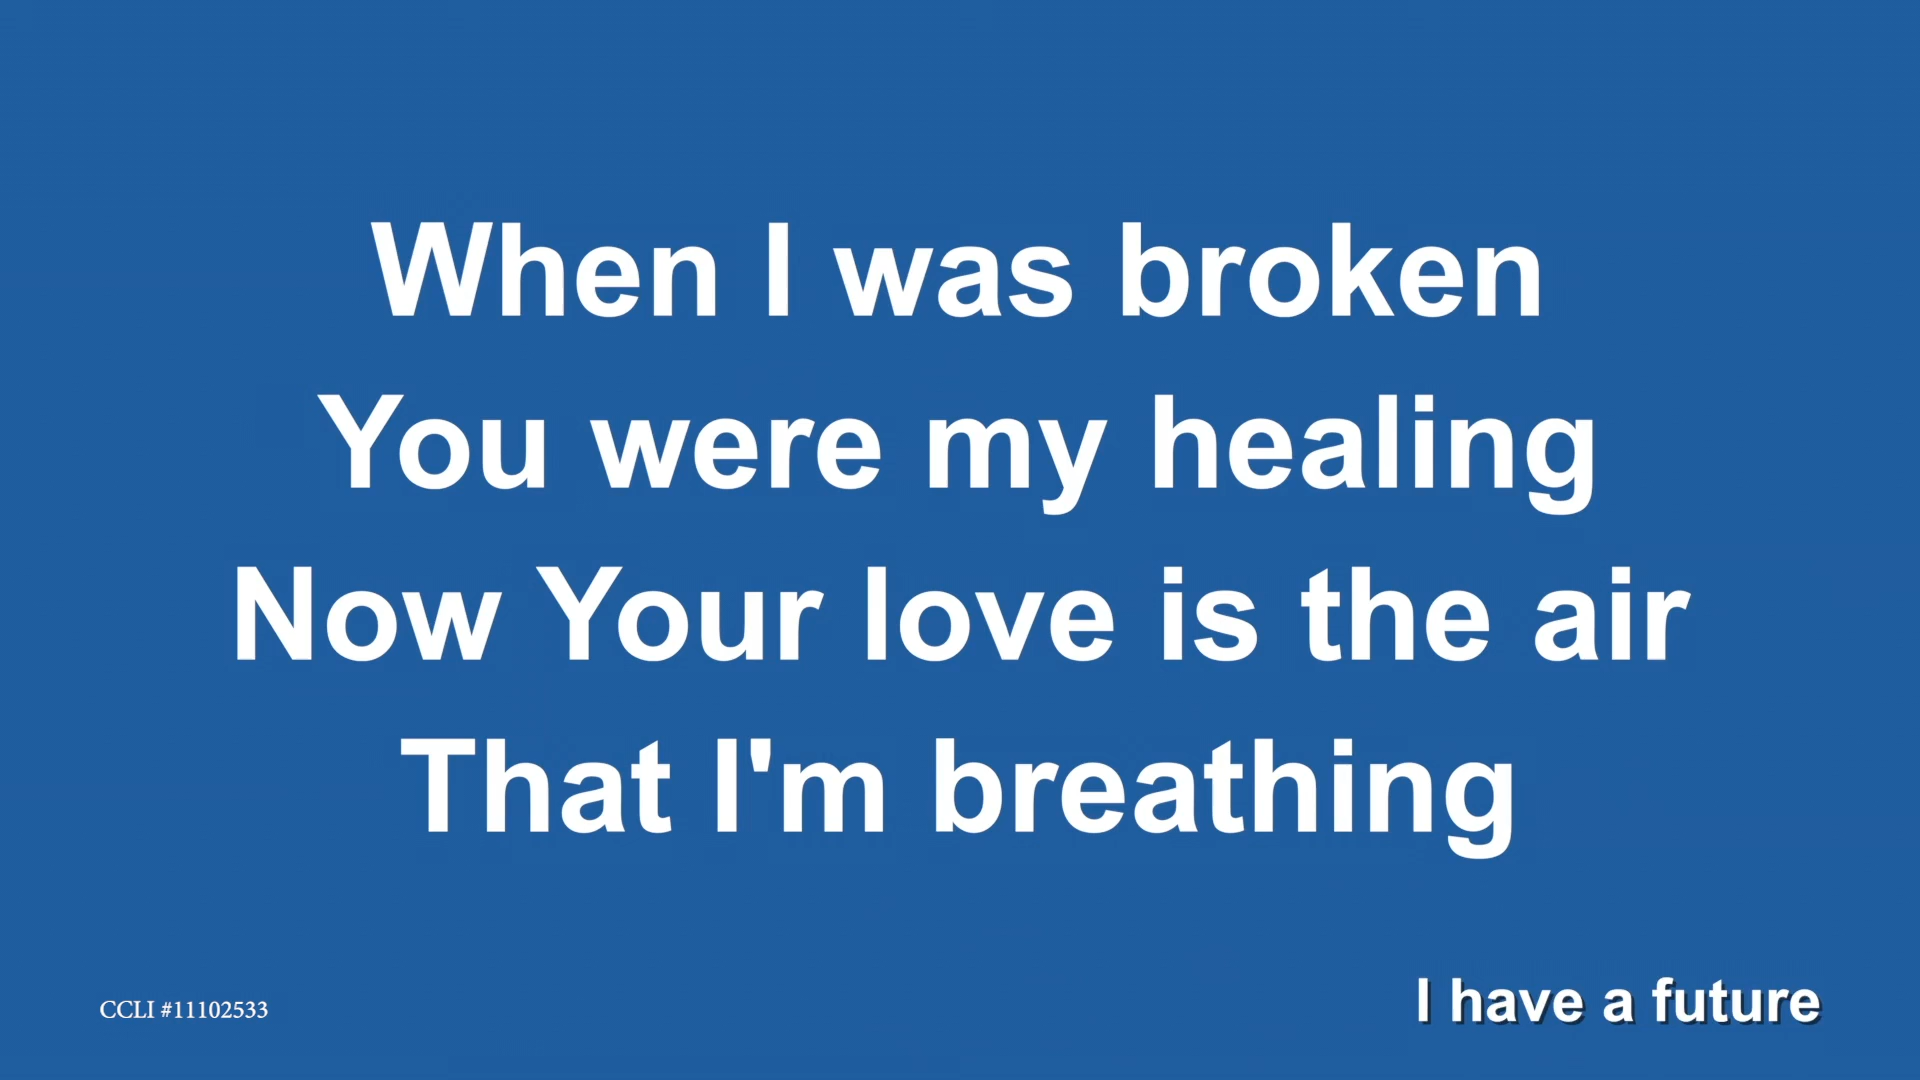 When I was broken
You were my healing
Now Your love is the air
That I'm breathing
CCLI #11102533
I have a future